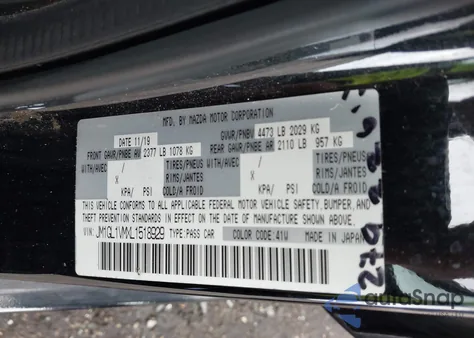 MFD. BY MAZDA MOTOR CORPORATION
DATE 11/19 GVWR/PNBV 4473 LB 2029 KG
FRONT GAWR/PNBE AV 2377 LB 1078 KG REAR GAWR/PNBE AR 2110 LB 957 KG
WITH/AVEC / TIRES/PNEUS WITH/AVEC / TIRES/PNEUS
X RIMS/JANTES X RIMS/JANTES
KPA/ PSI COLD/A FROID KPA/ PSI COLD/A FROID
THIS VEHICLE CONFORMS TO ALL APPLICABLE FEDERAL MOTOR VEHICLE SAFETY, BUMPER, AND
THEFT PREVENTION STANDARDS IN EFFECT ON THE DATE OF MANUFACTURE SHOWN ABOVE.
VIN: JM1GL1VMXL1518929 TYPE:PASS CAR COLOR CODE:41W MADE IN JAPAN
autoSnap